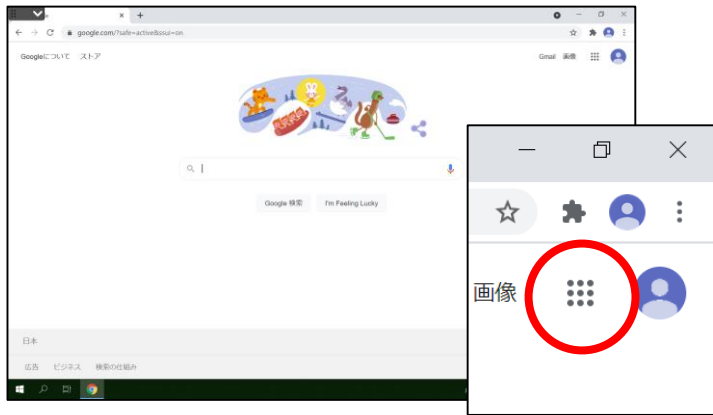 google.com/?safe=active&ssui=on
Googleについて ストア
Gmail 画像
Google 検索 I'm Feeling Lucky
日本
広告 ビジネス 検索の仕組み
画像